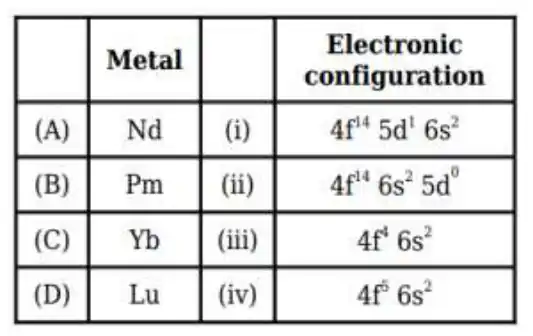 Metal Electronic configuration
(A) Nd (i) 4f¹⁴ 5d¹ 6s²
(B) Pm (ii) 4f¹⁴ 6s² 5d⁰
(C) Yb (iii) 4f⁴ 6s²
(D) Lu (iv) 4f⁵ 6s²